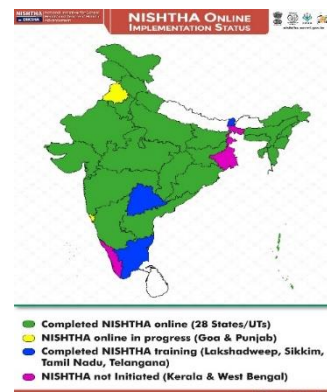 NISHTHA
NISHTHA ONLINE
IMPLEMENTATION STATUS
Completed NISHTHA online (28 States/UTs)
NISHTHA online in progress (Goa & Punjab)
Completed NISHTHA training (Lakshadweep, Sikkim,
Tamil Nadu, Telangana)
NISHTHA not Initiated (Kerala & West Bengal)